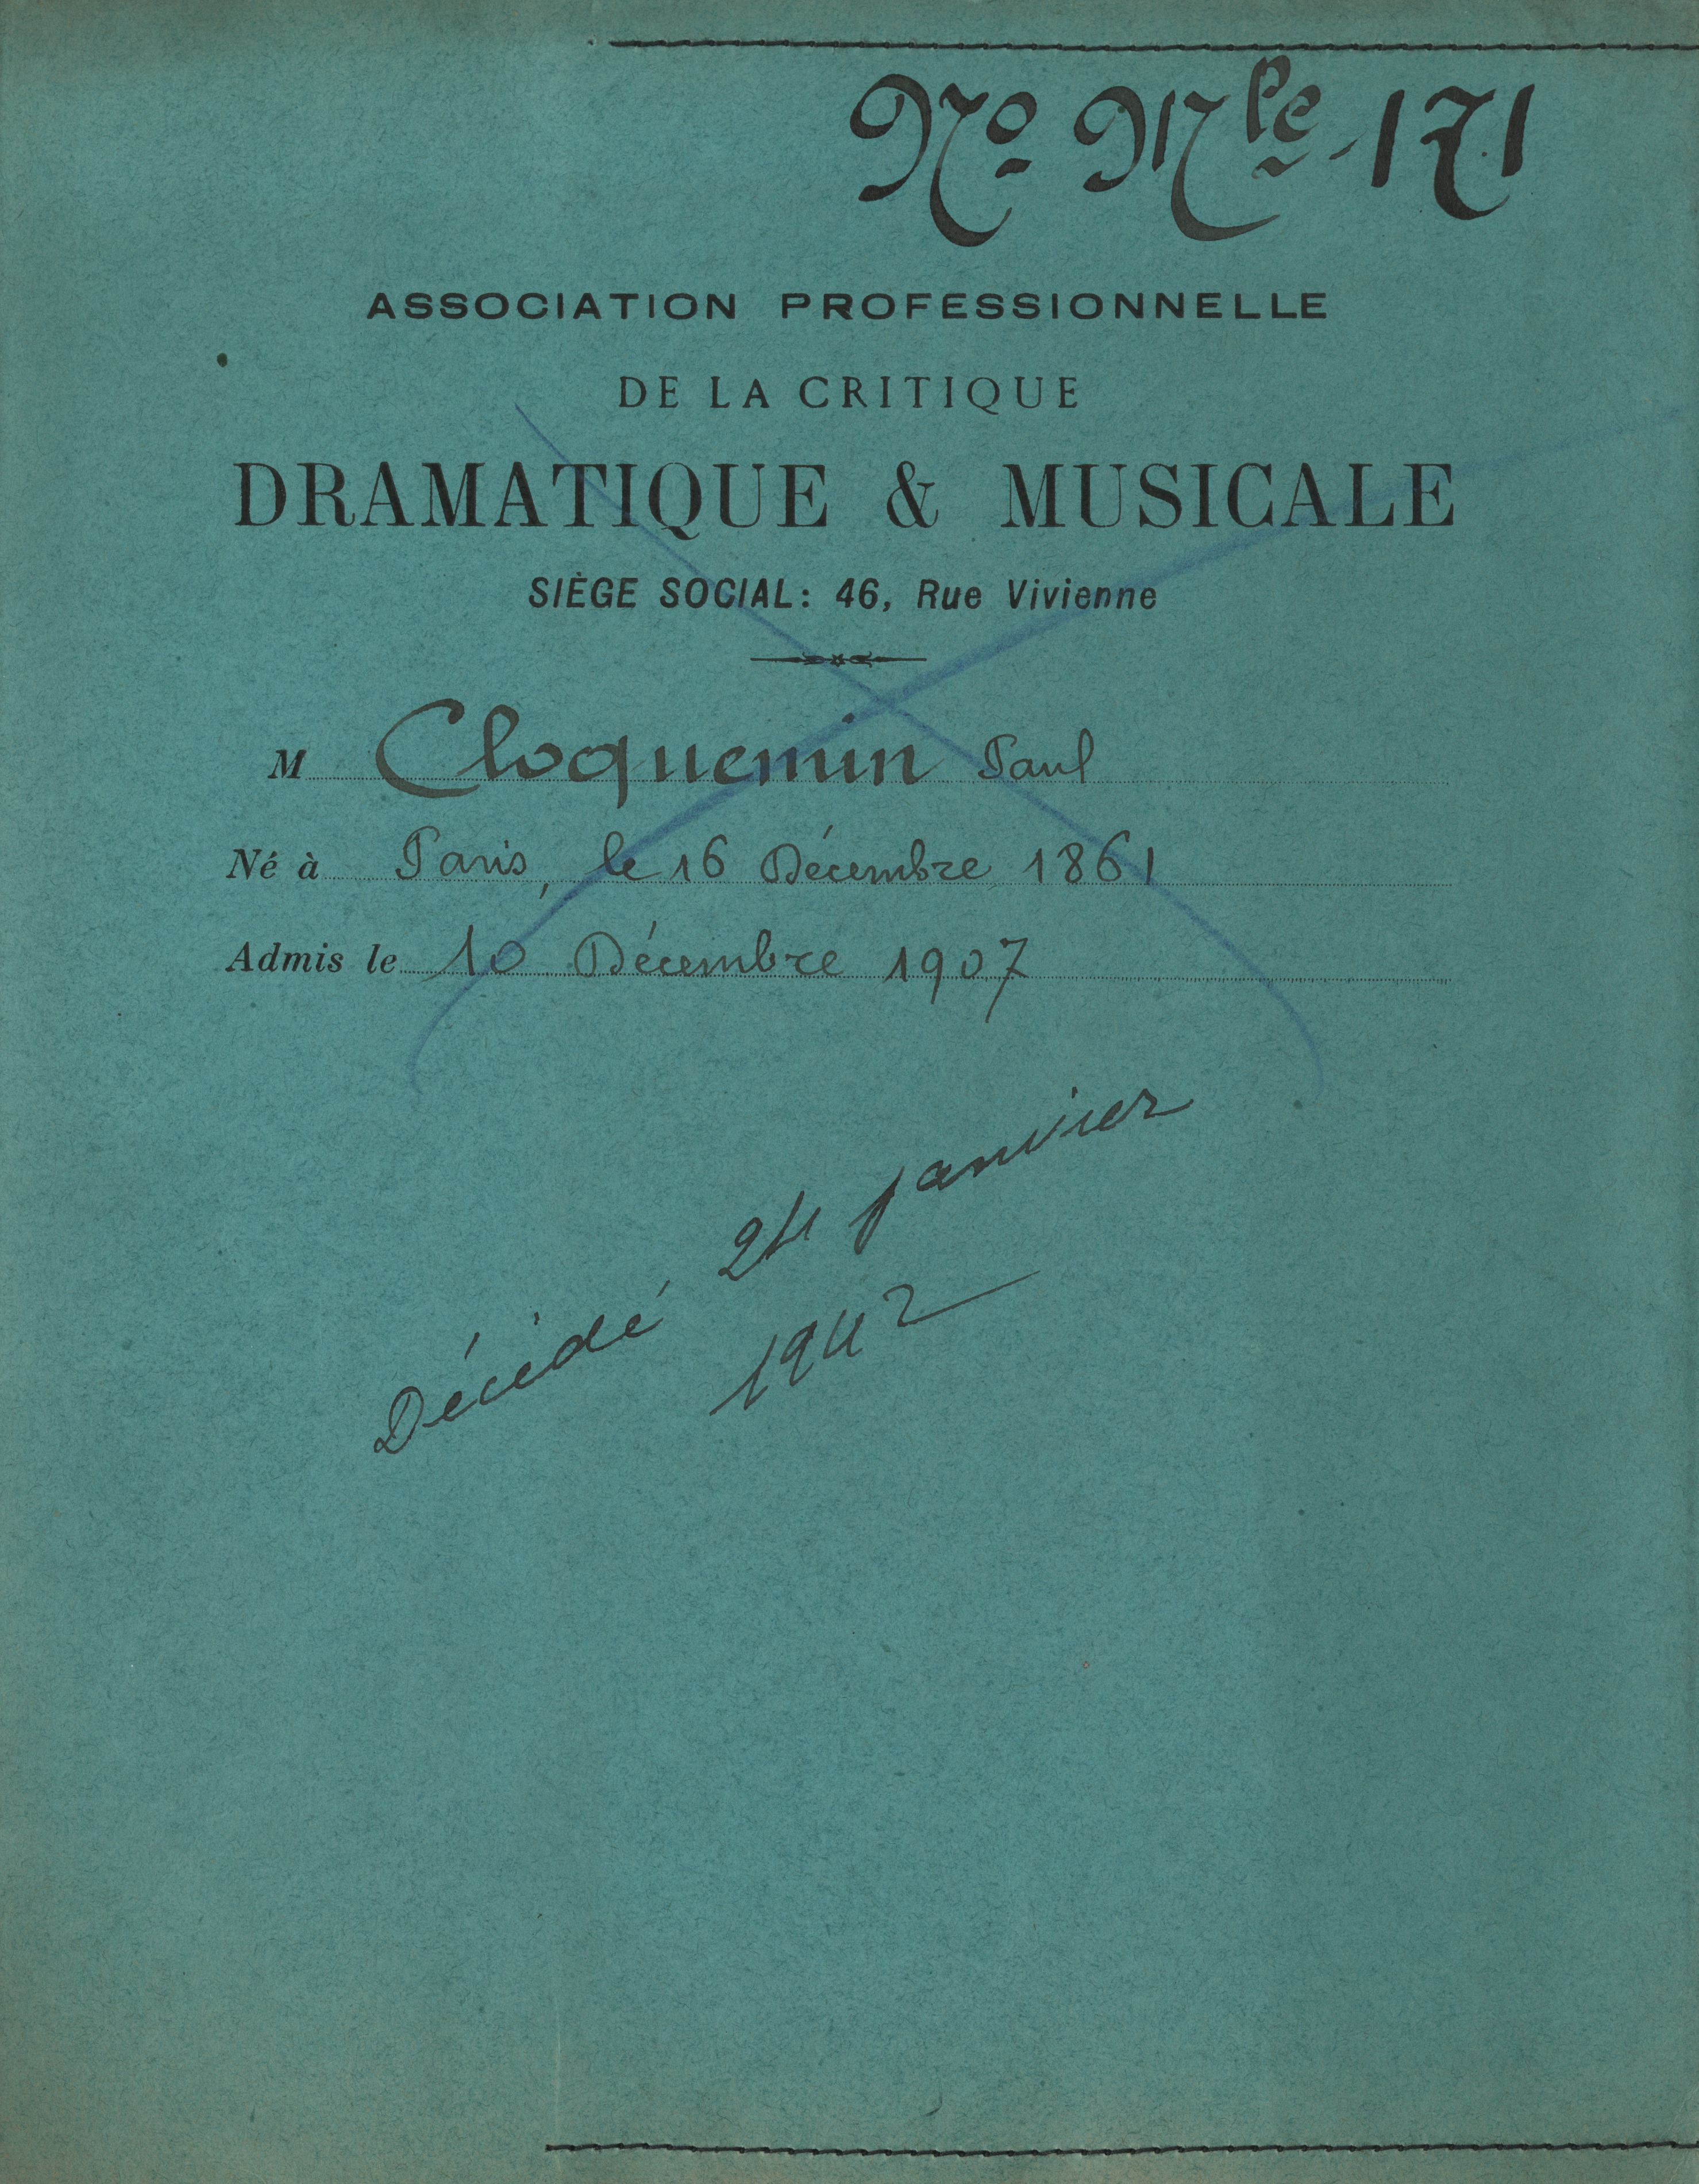 No Mle - 171
ASSOCIATION PROFESSIONNELLE
DE LA CRITIQUE
DRAMATIQUE & MUSICALE
SIÈGE SOCIAL: 46, Rue Vivienne
M Cloquemin Paul
Né à Paris, le 16 Décembre 1861
Admis le 10 Décembre 1907
Décédé 24 janvier
1942